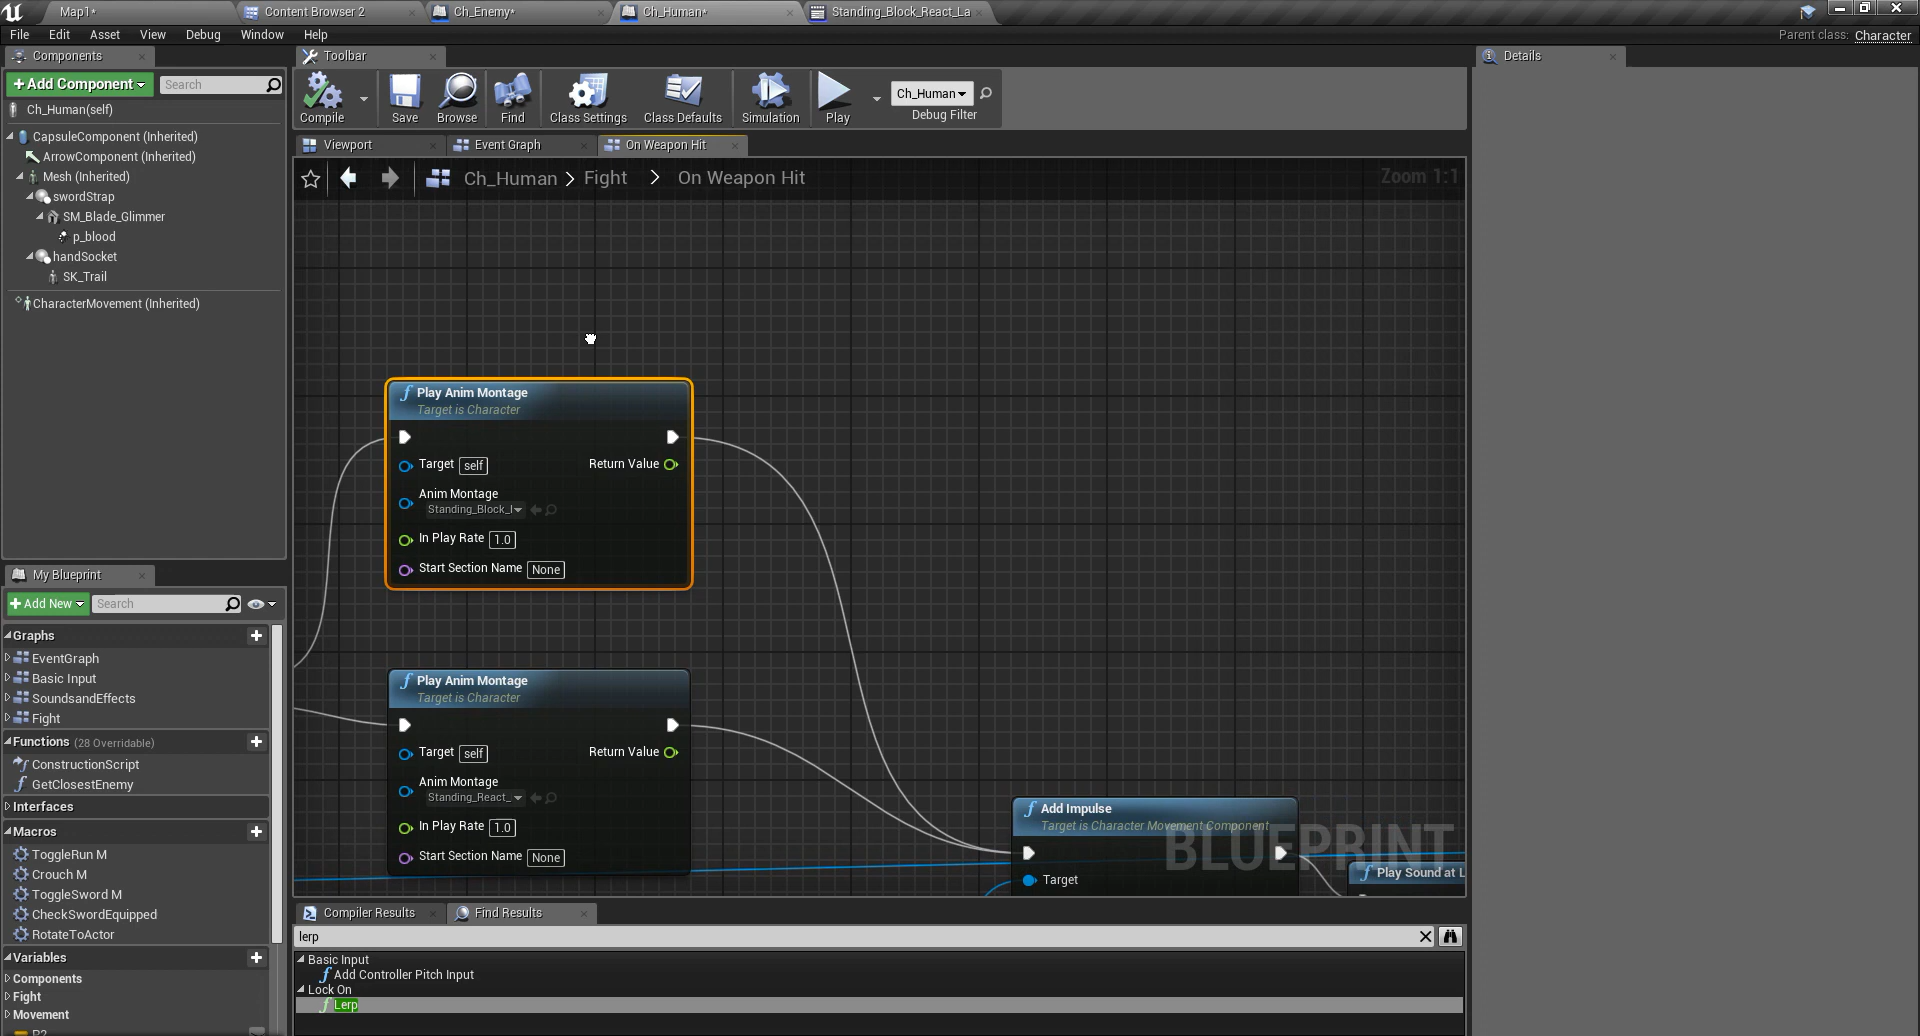 Map1*
Content Browser 2
Ch_Enemy*
Ch_Human*
Standing_Block_React_La
File Edit Asset View Debug Window Help
Parent class: Character
Components
Toolbar
Details
+Add Component
Search
Ch_Human(self)
CapsuleComponent (Inherited)
ArrowComponent (Inherited)
Mesh (Inherited)
swordStrap
SM_Blade_Glimmer
p_blood
handSocket
SK_Trail
CharacterMovement (Inherited)
Compile
Save
Browse
Find
Class Settings
Class Defaults
Simulation
Play
Ch_Human
Debug Filter
Viewport
Event Graph
On Weapon Hit
Ch_Human > Fight > On Weapon Hit
Zoom 1:1
Play Anim Montage
Target is Character
Target self
Return Value
Anim Montage
Standing_Block_
In Play Rate 1.0
Start Section Name None
Play Anim Montage
Target is Character
Target self
Return Value
Anim Montage
Standing_React_
In Play Rate 1.0
Start Section Name None
Add Impulse
Target is Character Movement Component
Target
BLUEPRINT
Play Sound at L
My Blueprint
+Add New
Search
Graphs
EventGraph
Basic Input
SoundsandEffects
Fight
Functions (28 Overridable)
ConstructionScript
GetClosestEnemy
Interfaces
Macros
ToggleRun M
Crouch M
ToggleSword M
CheckSwordEquipped
RotateToActor
Variables
Components
Fight
Movement
Compiler Results
Find Results
lerp
Basic Input
Add Controller Pitch Input
Lock On
Lerp